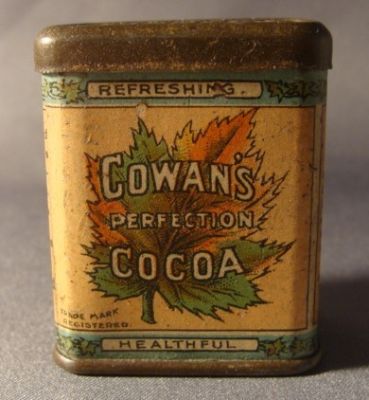 REFRESHING.
COWAN'S
PERFECTION
COCOA
TRADE MARK
REGISTERED.
HEALTHFUL